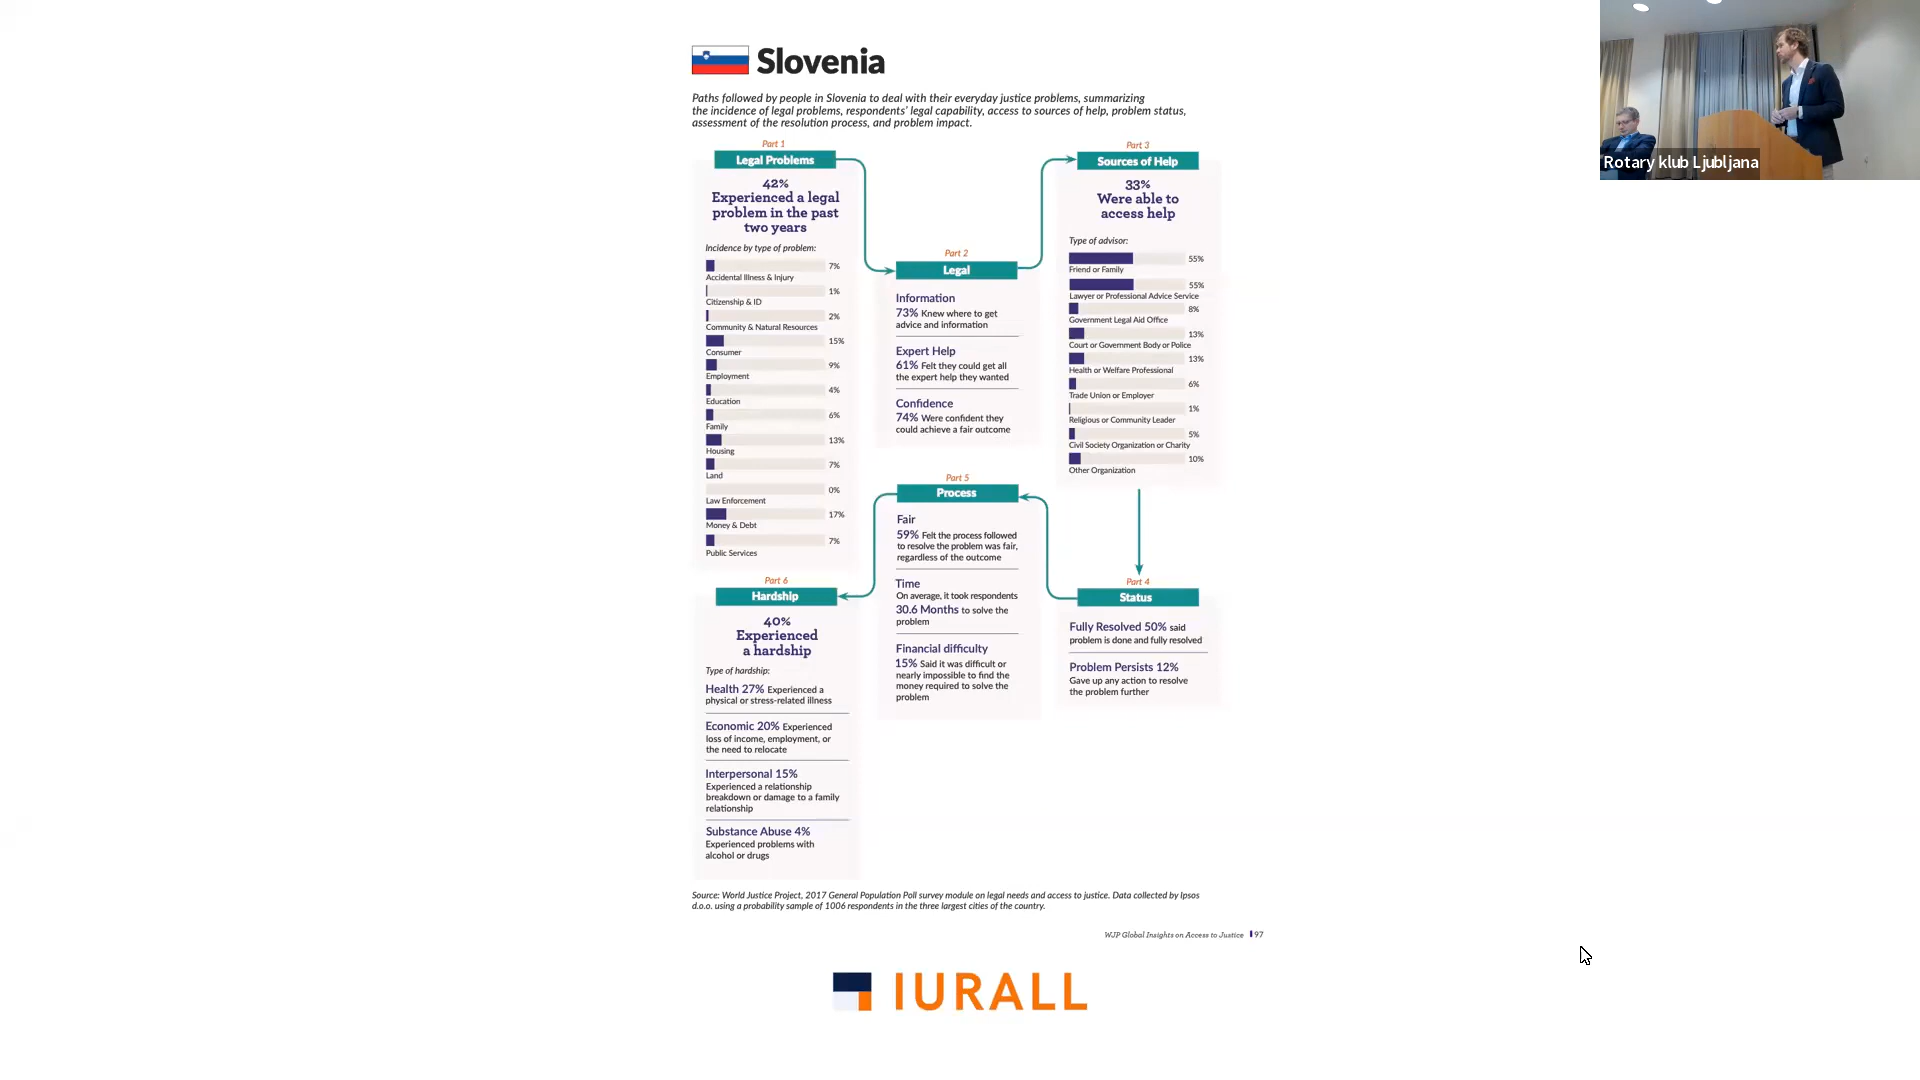 Slovenia
Paths followed by people in Slovenia to deal with their everyday justice problems, summarizing
the incidence of legal problems, respondents' legal capability, access to sources of help, problem status,
assessment of the resolution process, and problem impact.
Part 1
Legal Problems
42%
Experienced a legal
problem in the past
two years
Incidence by type of problem:
7%
Accidental Illness & Injury
1%
Citizenship & ID
2%
Community & Natural Resources
15%
Consumer
9%
Employment
4%
Education
6%
Family
13%
Housing
7%
Land
0%
Law Enforcement
17%
Money & Debt
7%
Public Services
Part 2
Legal
Information
73% Knew where to get
advice and information
Expert Help
61% Felt they could get all
the expert help they wanted
Confidence
74% Were confident they
could achieve a fair outcome
Part 3
Sources of Help
33%
Were able to
access help
Type of advisor:
55%
Friend or Family
55%
Lawyer or Professional Advice Service
8%
Government Legal Aid Office
13%
Court or Government Body or Police
13%
Health or Welfare Professional
6%
Trade Union or Employer
1%
Religious or Community Leader
5%
Civil Society Organization or Charity
10%
Other Organization
Part 4
Status
Fully Resolved 50% said
problem is done and fully resolved
Problem Persists 12%
Gave up any action to resolve
the problem further
Part 5
Process
Fair
59% Felt the process followed
to resolve the problem was fair,
regardless of the outcome
Time
On average, it took respondents
30.6 Months to solve the
problem
Financial difficulty
15% Said it was difficult or
nearly impossible to find the
money required to solve the
problem
Part 6
Hardship
40%
Experienced
a hardship
Type of hardship:
Health 27% Experienced a
physical or stress-related illness
Economic 20% Experienced
loss of income, employment, or
the need to relocate
Interpersonal 15%
Experienced a relationship
breakdown or damage to a family
relationship
Substance Abuse 4%
Experienced problems with
alcohol or drugs
Source: World Justice Project, 2017 General Population Poll survey module on legal needs and access to justice. Data collected by Ipsos
d.o.o. using a probability sample of 1006 respondents in the three largest cities of the country.
WJP Global Insights on Access to Justice 97
IURALL
Rotary klub Ljubljana